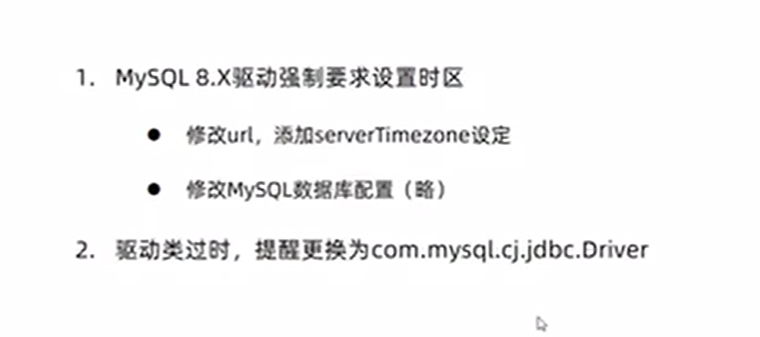 1. MySQL 8.X驱动强制要求设置时区
● 修改url，添加serverTimezone设定
● 修改MySQL数据库配置（略）
2. 驱动类过时，提醒更换为com.mysql.cj.jdbc.Driver